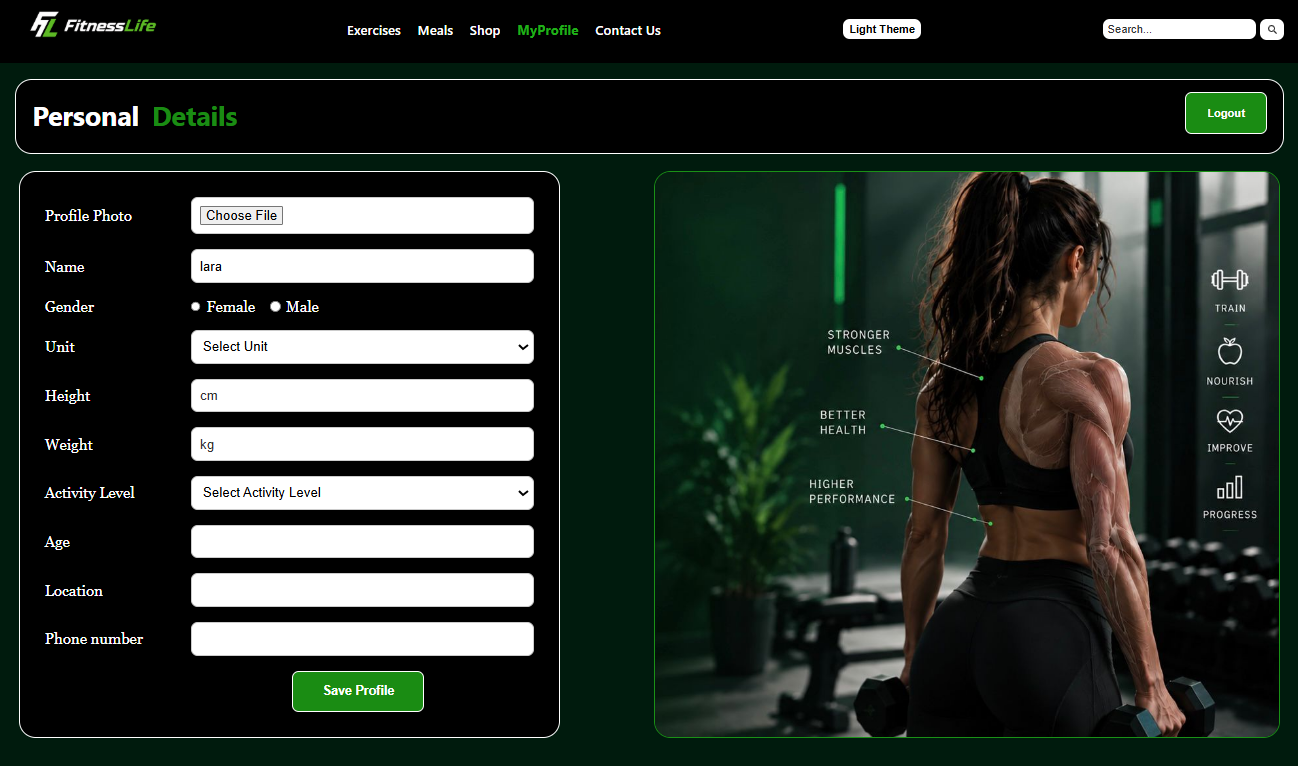 FitnessLife
Exercises Meals Shop MyProfile Contact Us
Light Theme
Search...
Personal Details
Logout
Profile Photo
Choose File
Name
lara
Gender
Female Male
Unit
Select Unit
Height
cm
Weight
kg
Activity Level
Select Activity Level
Age
Location
Phone number
Save Profile
STRONGER
MUSCLES
BETTER
HEALTH
HIGHER
PERFORMANCE
TRAIN
NOURISH
IMPROVE
PROGRESS